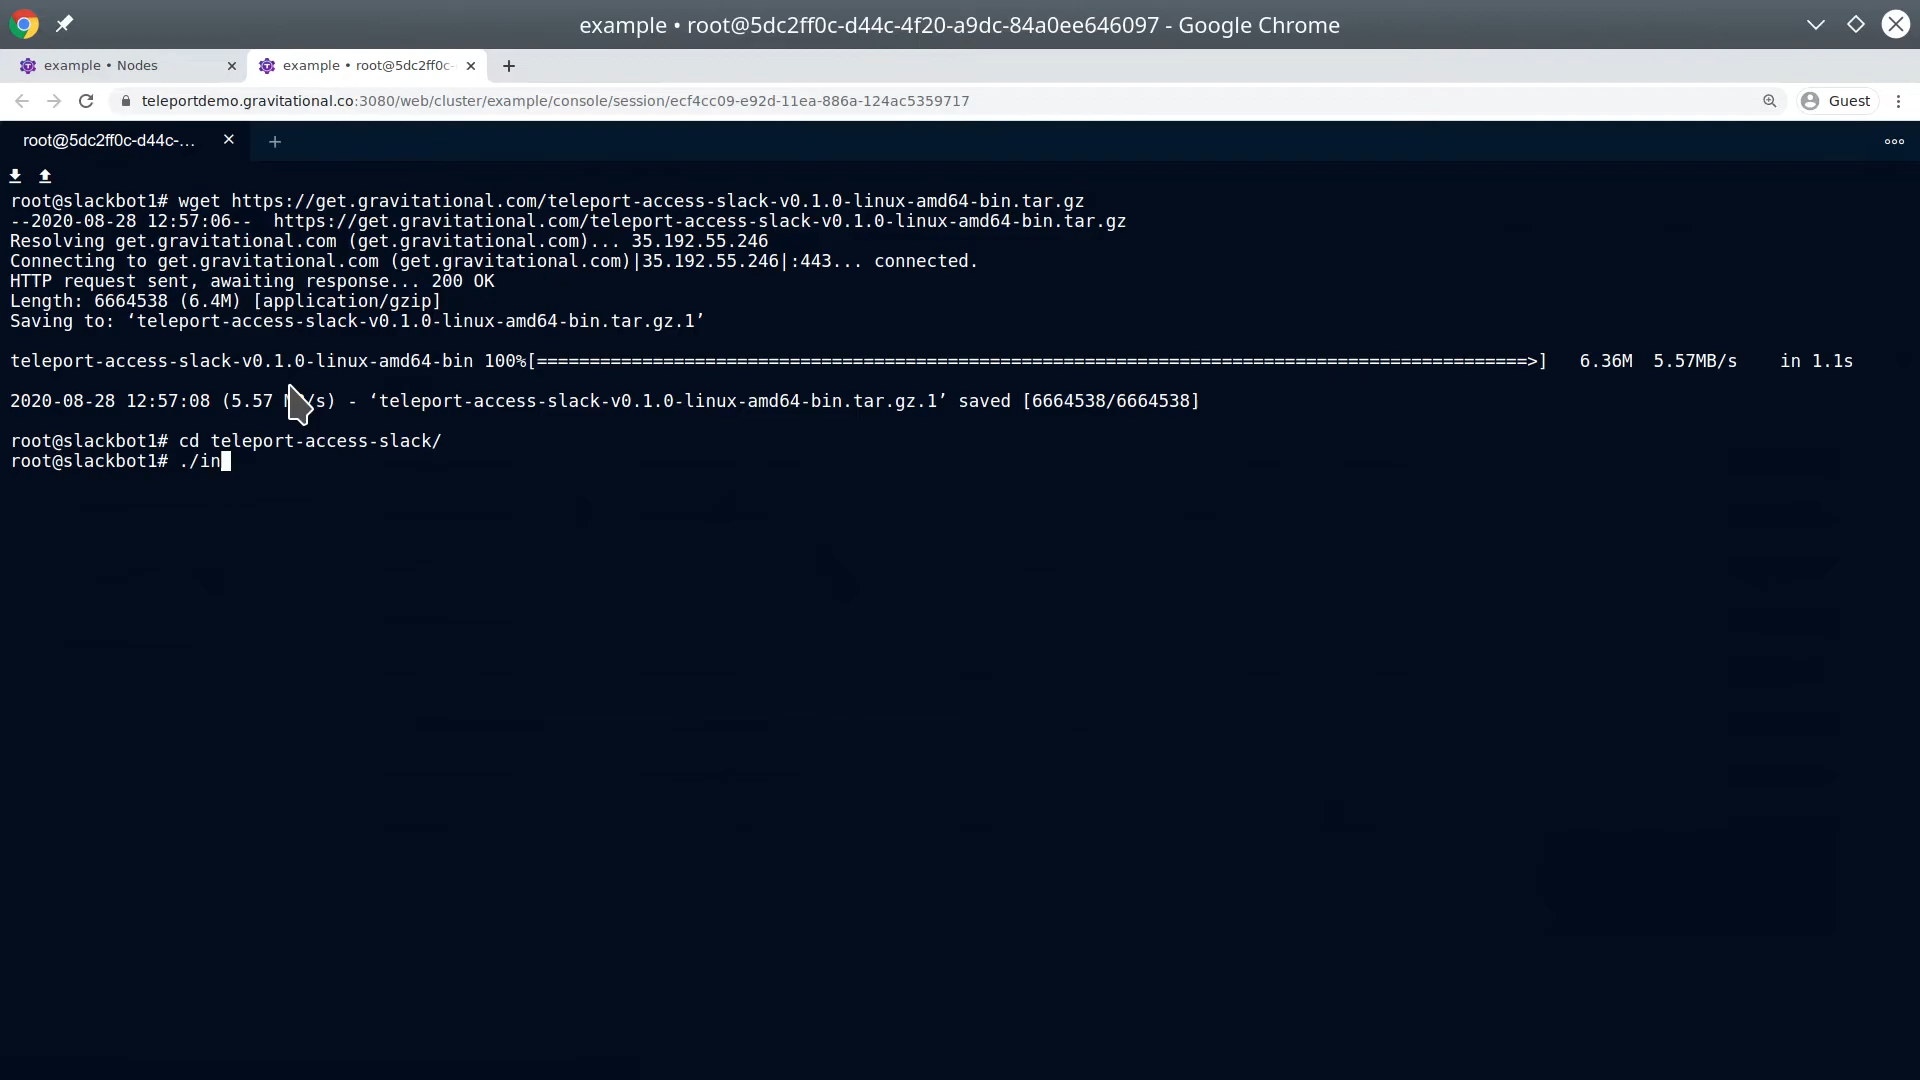 example • root@5dc2ff0c-d44c-4f20-a9dc-84a0ee646097 - Google Chrome
example • Nodes
example • root@5dc2ff0c-
teleportdemo.gravitational.co:3080/web/cluster/example/console/session/ecf4cc09-e92d-11ea-886a-124ac5359717
Guest
root@5dc2ff0c-d44c-...
root@slackbot1# wget https://get.gravitational.com/teleport-access-slack-v0.1.0-linux-amd64-bin.tar.gz
--2020-08-28 12:57:06--  https://get.gravitational.com/teleport-access-slack-v0.1.0-linux-amd64-bin.tar.gz
Resolving get.gravitational.com (get.gravitational.com)... 35.192.55.246
Connecting to get.gravitational.com (get.gravitational.com)|35.192.55.246|:443... connected.
HTTP request sent, awaiting response... 200 OK
Length: 6664538 (6.4M) [application/gzip]
Saving to: ‘teleport-access-slack-v0.1.0-linux-amd64-bin.tar.gz.1’
teleport-access-slack-v0.1.0-linux-amd64-bin 100%[==============================================================================================>]   6.36M  5.57MB/s    in 1.1s
2020-08-28 12:57:08 (5.57 MB/s) - ‘teleport-access-slack-v0.1.0-linux-amd64-bin.tar.gz.1’ saved [6664538/6664538]
root@slackbot1# cd teleport-access-slack/
root@slackbot1# ./in